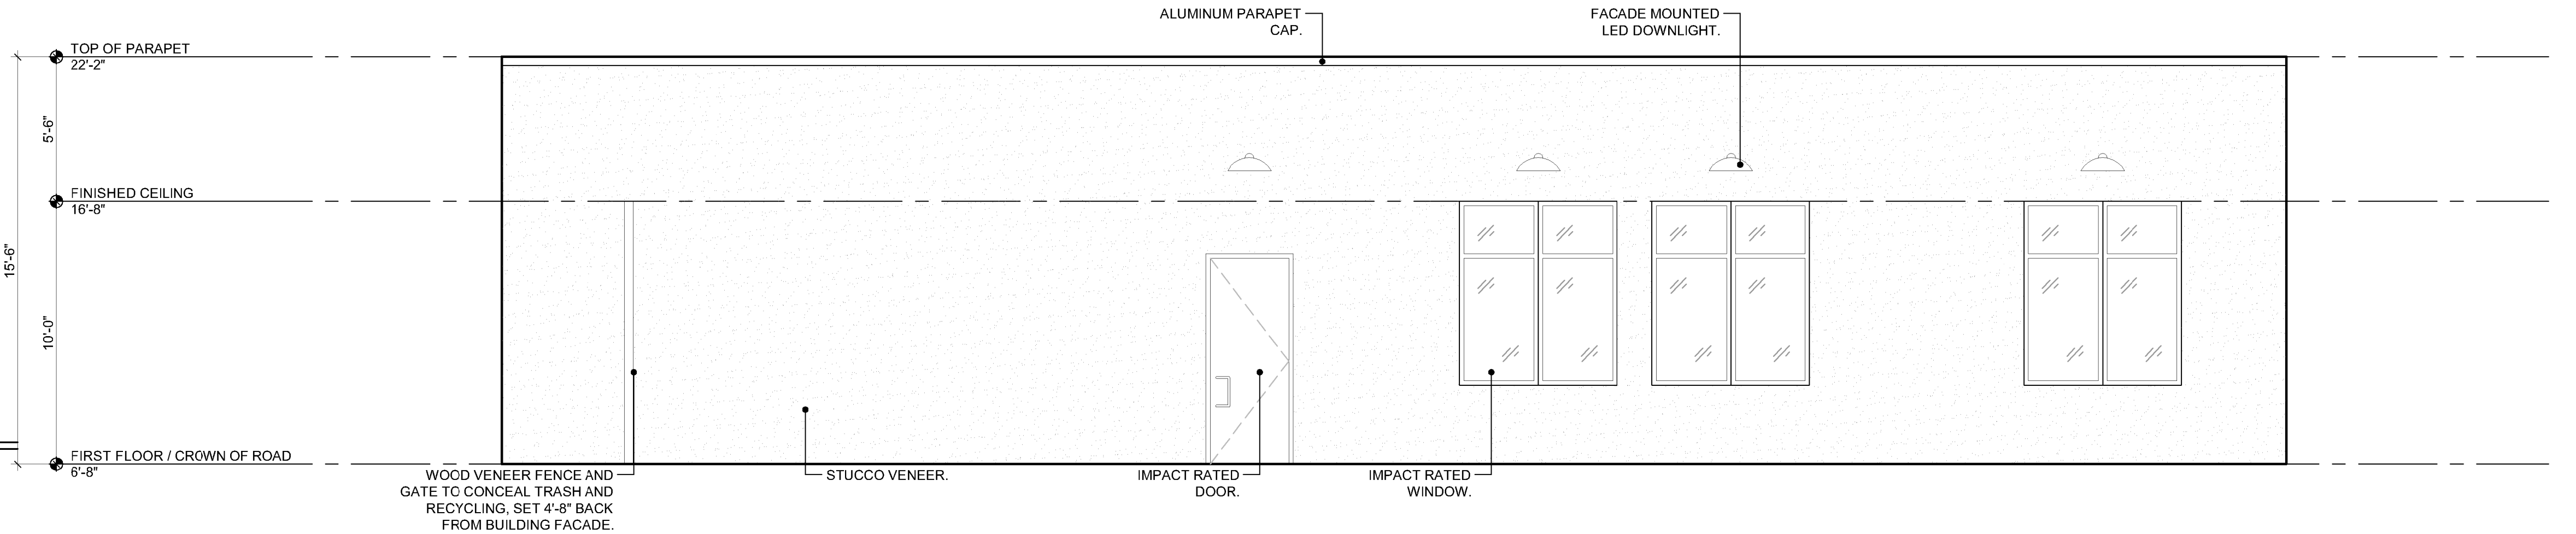 ALUMINUM PARAPET
CAP.
FACADE MOUNTED
LED DOWNLIGHT.
TOP OF PARAPET
22'-2"
5'-6"
FINISHED CEILING
16'-8"
15'-6"
10'-0"
FIRST FLOOR / CROWN OF ROAD
6'-8"
WOOD VENEER FENCE AND
GATE TO CONCEAL TRASH AND
RECYCLING, SET 4'-8" BACK
FROM BUILDING FACADE.
STUCCO VENEER.
IMPACT RATED
DOOR.
IMPACT RATED
WINDOW.